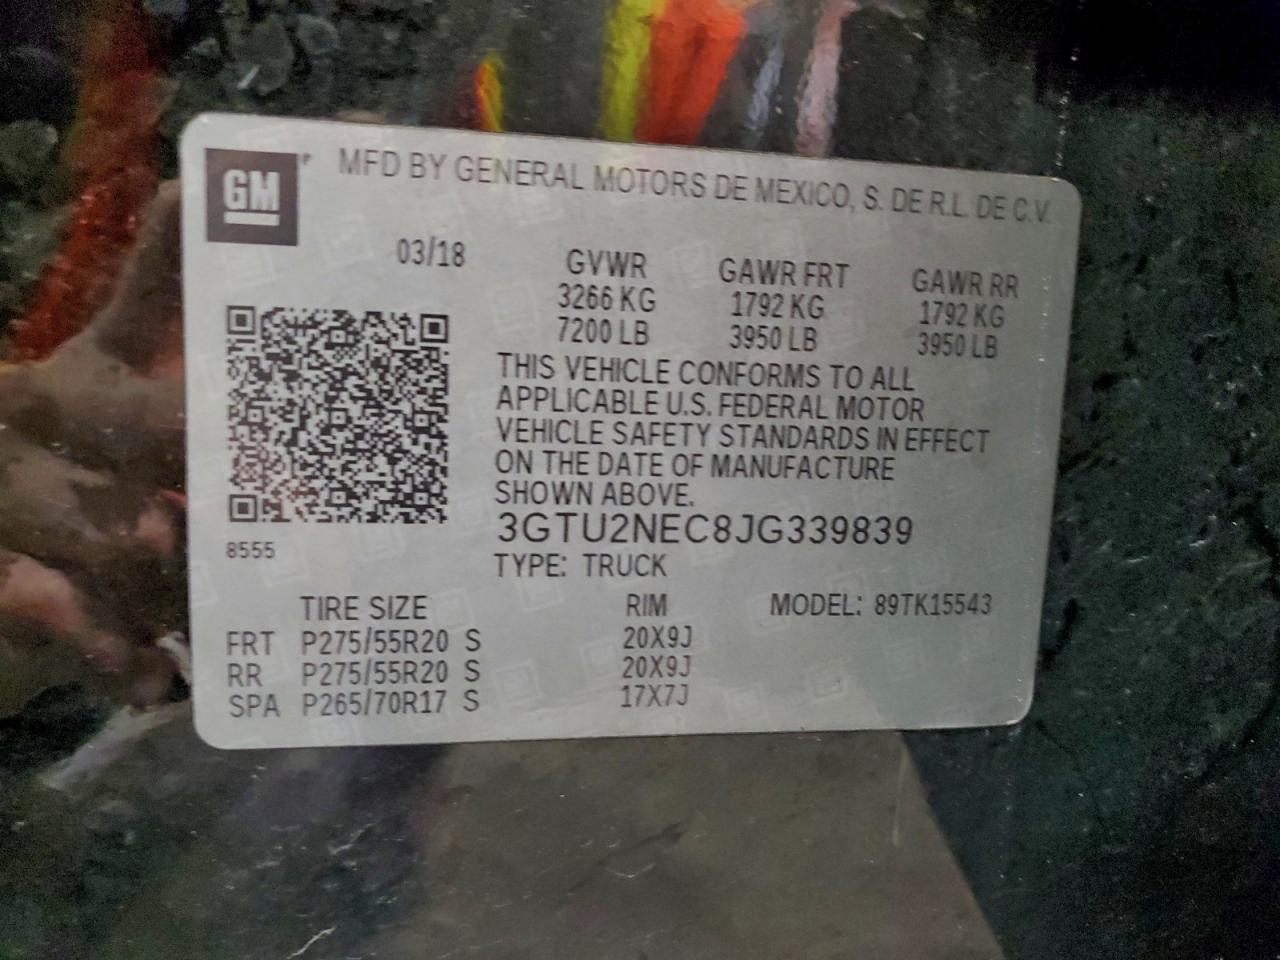 GM
MFD BY GENERAL MOTORS DE MEXICO, S. DE R.L. DE C.V.
03/18 GVWR GAWR FRT GAWR RR
3266 KG 1792 KG 1792 KG
7200 LB 3950 LB 3950 LB
THIS VEHICLE CONFORMS TO ALL
APPLICABLE U.S. FEDERAL MOTOR
VEHICLE SAFETY STANDARDS IN EFFECT
ON THE DATE OF MANUFACTURE
SHOWN ABOVE.
3GTU2NEC8JG339839
8555
TYPE: TRUCK
TIRE SIZE RIM MODEL: 89TK15543
FRT P275/55R20 S 20X9J
RR P275/55R20 S 20X9J
SPA P265/70R17 S 17X7J